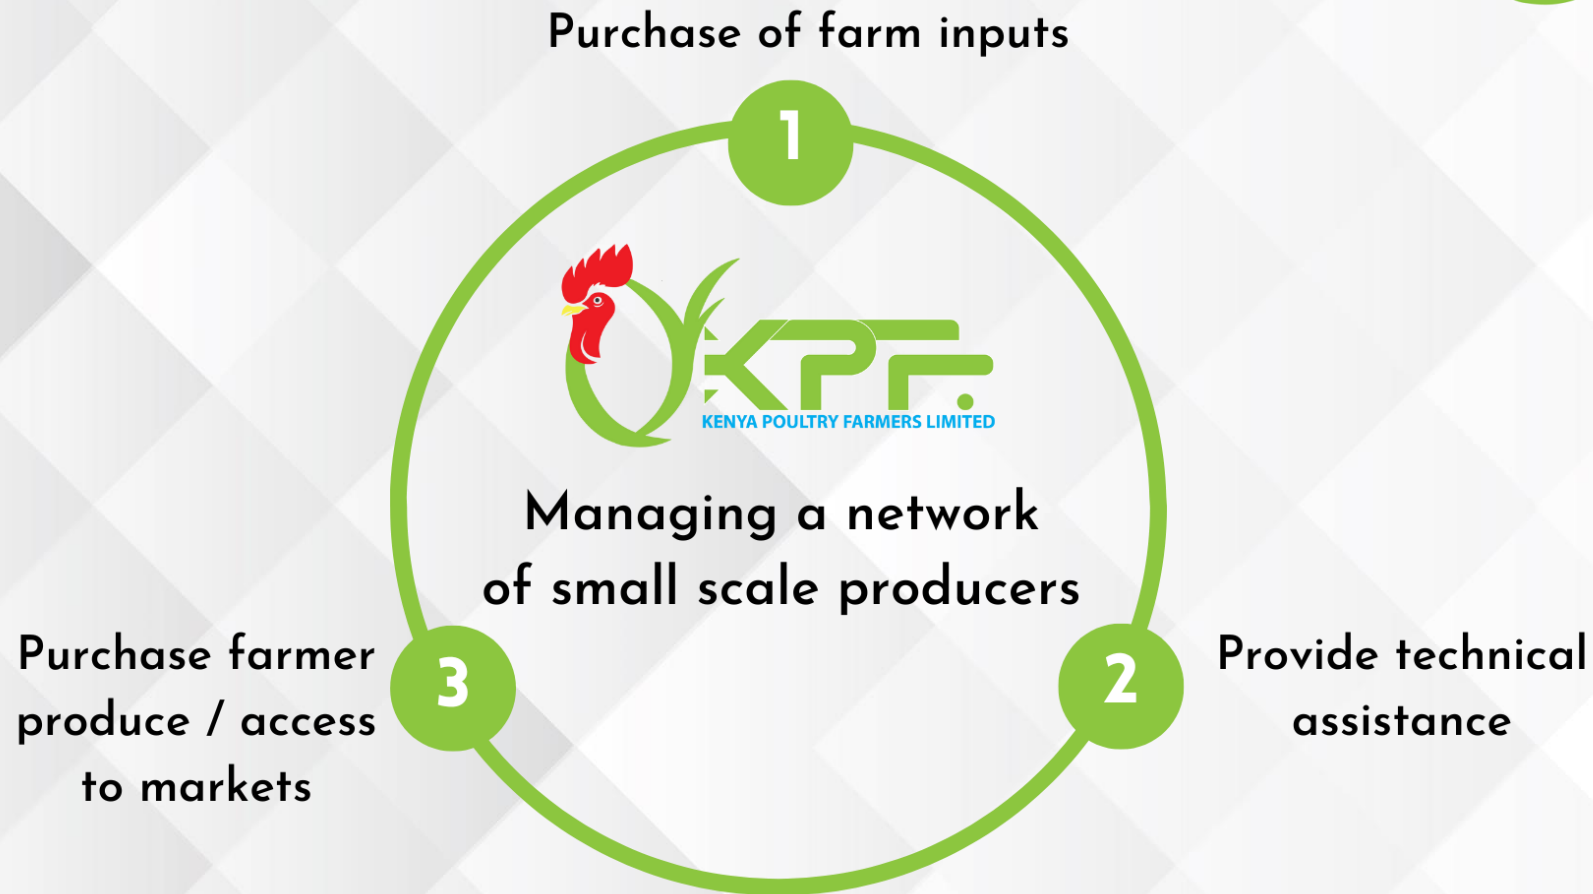 Purchase of farm inputs
1
KPF.
KENYA POULTRY FARMERS LIMITED
Managing a network
of small scale producers
2
Provide technical
assistance
3
Purchase farmer
produce / access
to markets